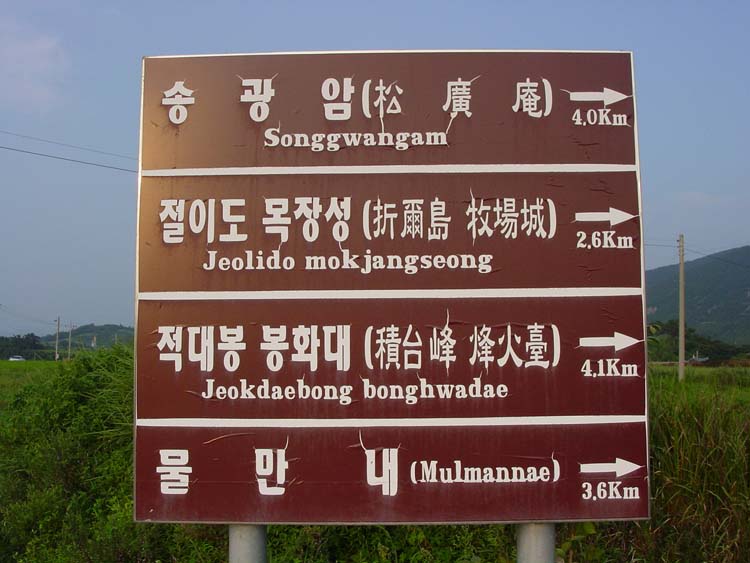 송광암(松廣庵)
4.0Km
Songgwangam
절이도 목장성(折爾島 牧場城)
2.6Km
Jeolido mokjangseong
적대봉 봉화대(積台峰 烽火臺)
4.1Km
Jeokdaebong bonghwadae
물만내(Mulmannae)
3.6Km